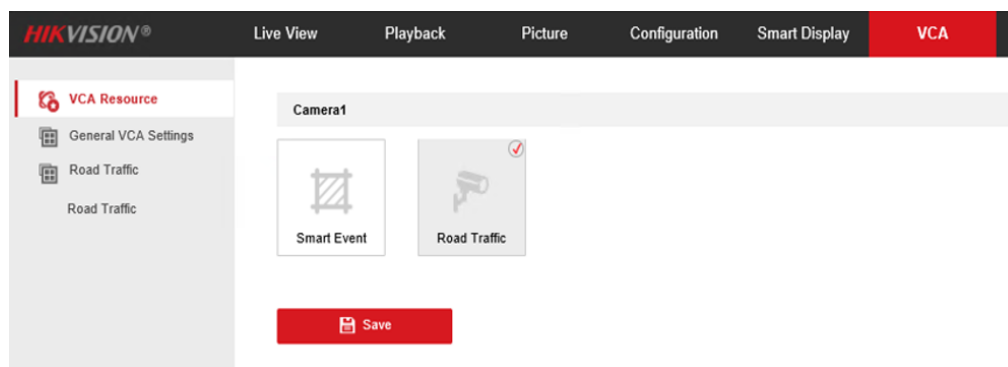 HIKVISION® Live View Playback Picture Configuration Smart Display VCA
VCA Resource
General VCA Settings
Road Traffic
Road Traffic
Camera1
Smart Event Road Traffic
Save